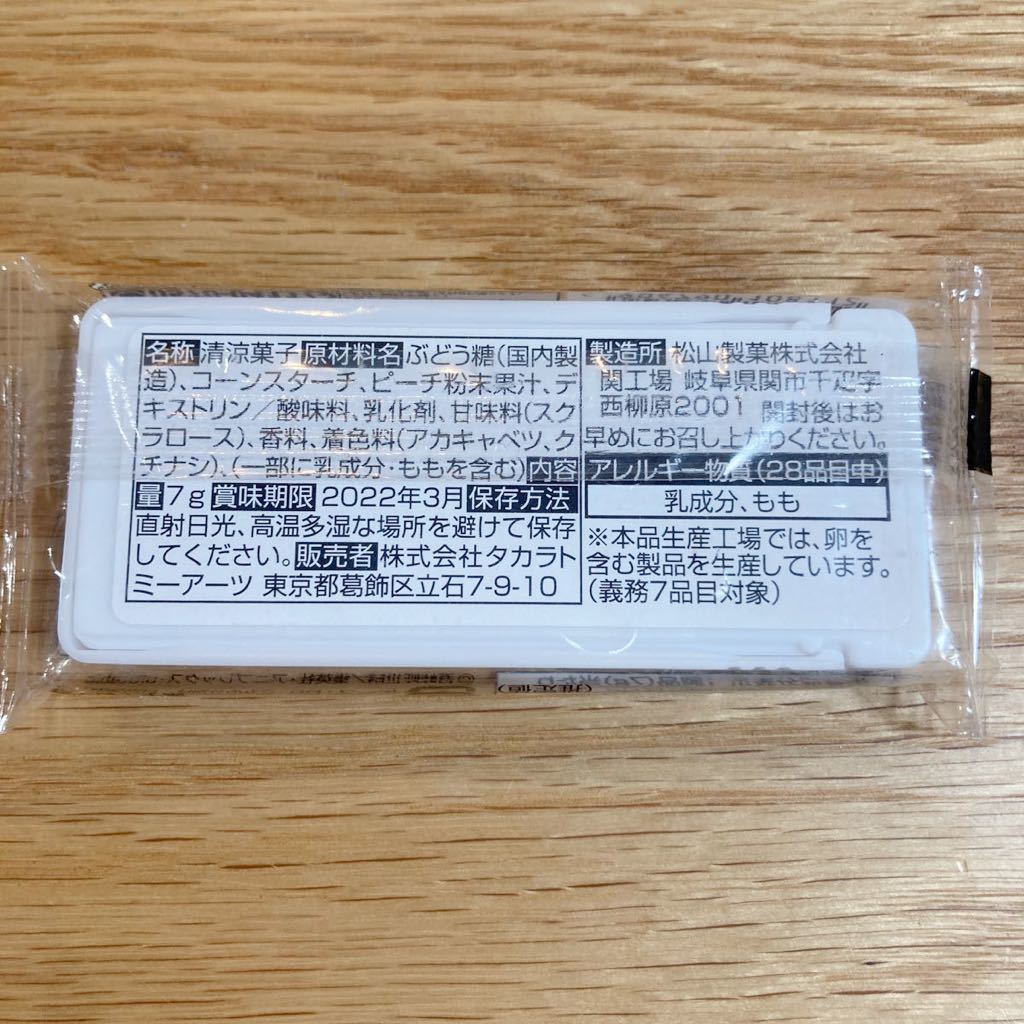 名称 清涼菓子 原材料名 ぶどう糖(国内製
造)、コーンスターチ、ピーチ粉末果汁、デ
キストリン/酸味料、乳化剤、甘味料(スク
ラロース)、香料、着色料(アカキャベツ、ク
チナシ)、(一部に乳成分・ももを含む) 内容
量 7g 賞味期限 2022年3月 保存方法
直射日光、高温多湿な場所を避けて保存
してください。 販売者 株式会社タカラト
ミーアーツ 東京都葛飾区立石7-9-10
製造所 松山製菓株式会社
関工場 岐阜県関市千疋字
西柳原2001 開封後はお
早めにお召し上がりください。
アレルギー物質(28品目中)
乳成分、もも
※本品生産工場では、卵を
含む製品を生産しています。
(義務7品目対象)
(推定値)